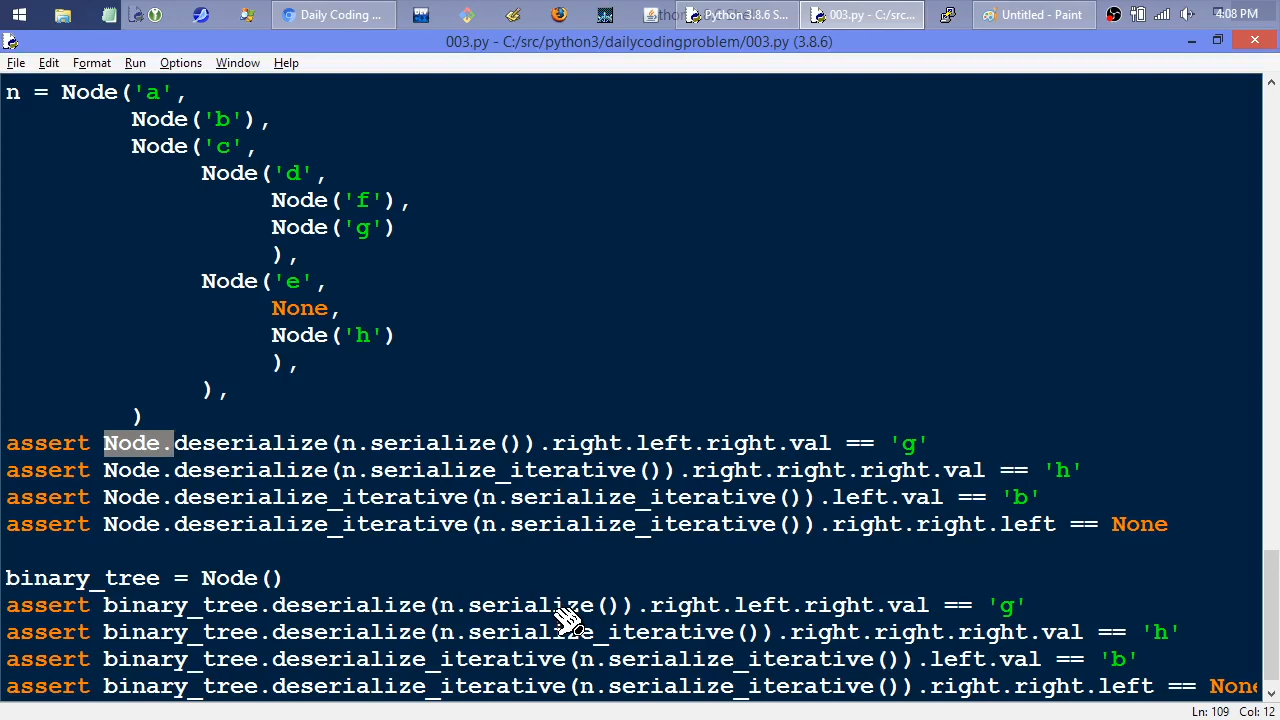 Daily Coding ...
Python 3.8.6 S...
003.py - C:/src...
Untitled - Paint
4:08 PM
003.py - C:/src/python3/dailycodingproblem/003.py (3.8.6)
File Edit Format Run Options Window Help
n = Node('a',
Node('b'),
Node('c',
Node('d',
Node('f'),
Node('g')
),
Node('e',
None,
Node('h')
),
),
)
assert Node.deserialize(n.serialize()).right.left.right.val == 'g'
assert Node.deserialize(n.serialize_iterative()).right.right.right.val == 'h'
assert Node.deserialize_iterative(n.serialize_iterative()).left.val == 'b'
assert Node.deserialize_iterative(n.serialize_iterative()).right.right.left == None
binary_tree = Node()
assert binary_tree.deserialize(n.serialize()).right.left.right.val == 'g'
assert binary_tree.deserialize(n.serialize_iterative()).right.right.right.val == 'h'
assert binary_tree.deserialize_iterative(n.serialize_iterative()).left.val == 'b'
assert binary_tree.deserialize_iterative(n.serialize_iterative()).right.right.left == None
Ln: 109 Col: 12